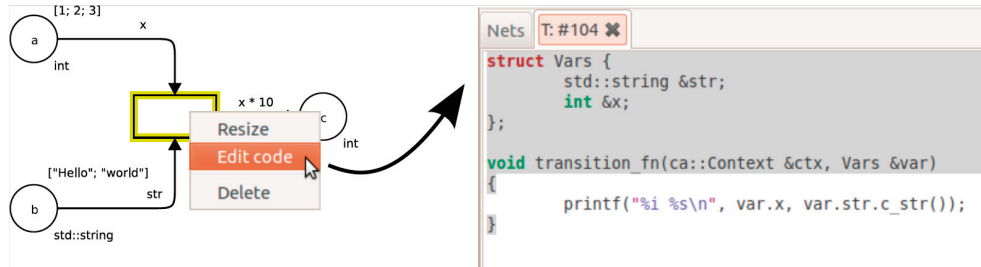 [1; 2; 3]
x
a
int
x * 10
c
int
Resize
Edit code
Delete
["Hello"; "world"]
str
b
std::string
Nets
T: #104 ✖
struct Vars {
        std::string &str;
        int &x;
};
void transition_fn(ca::Context &ctx, Vars &var)
{
        printf("%i %s\n", var.x, var.str.c_str());
}